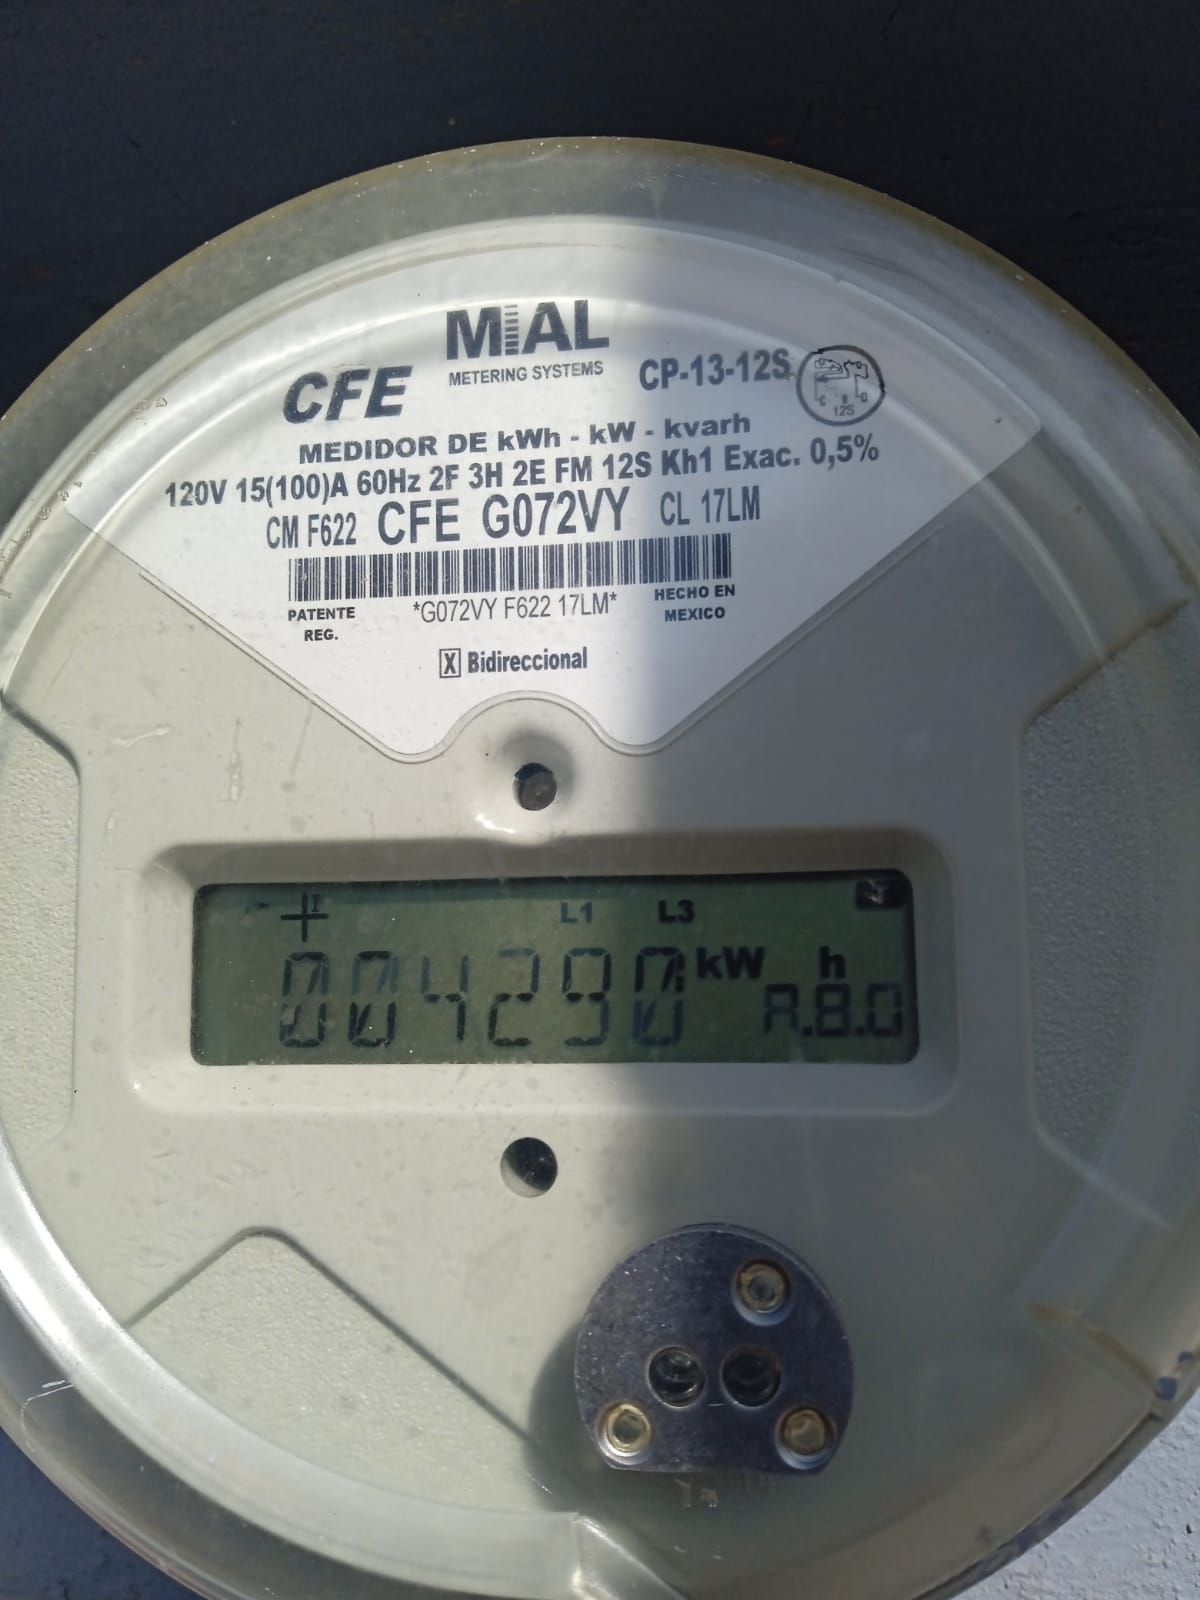 MIAL
METERING SYSTEMS
CFE
CP-13-12S
12S
MEDIDOR DE kWh - kW - kvarh
120V 15(100)A 60Hz 2F 3H 2E FM 12S Kh1 Exac. 0,5%
CM F622 CFE G072VY CL 17LM
PATENTE REG.
*G072VY F622 17LM*
HECHO EN MEXICO
X Bidireccional
L1 L3
004290 kW h
A.8.0